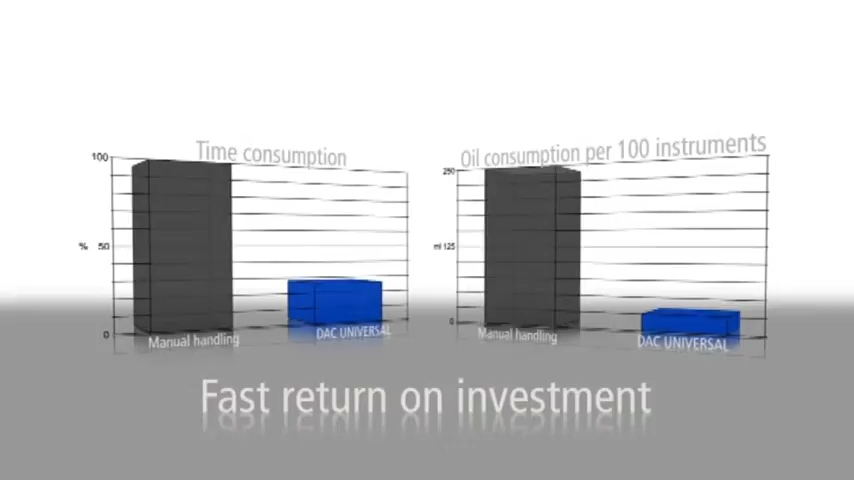 Time consumption
100
% 50
0
Manual handling
DAC UNIVERSAL
Oil consumption per 100 instruments
250
ml 125
0
Manual handling
DAC UNIVERSAL
Fast return on investment